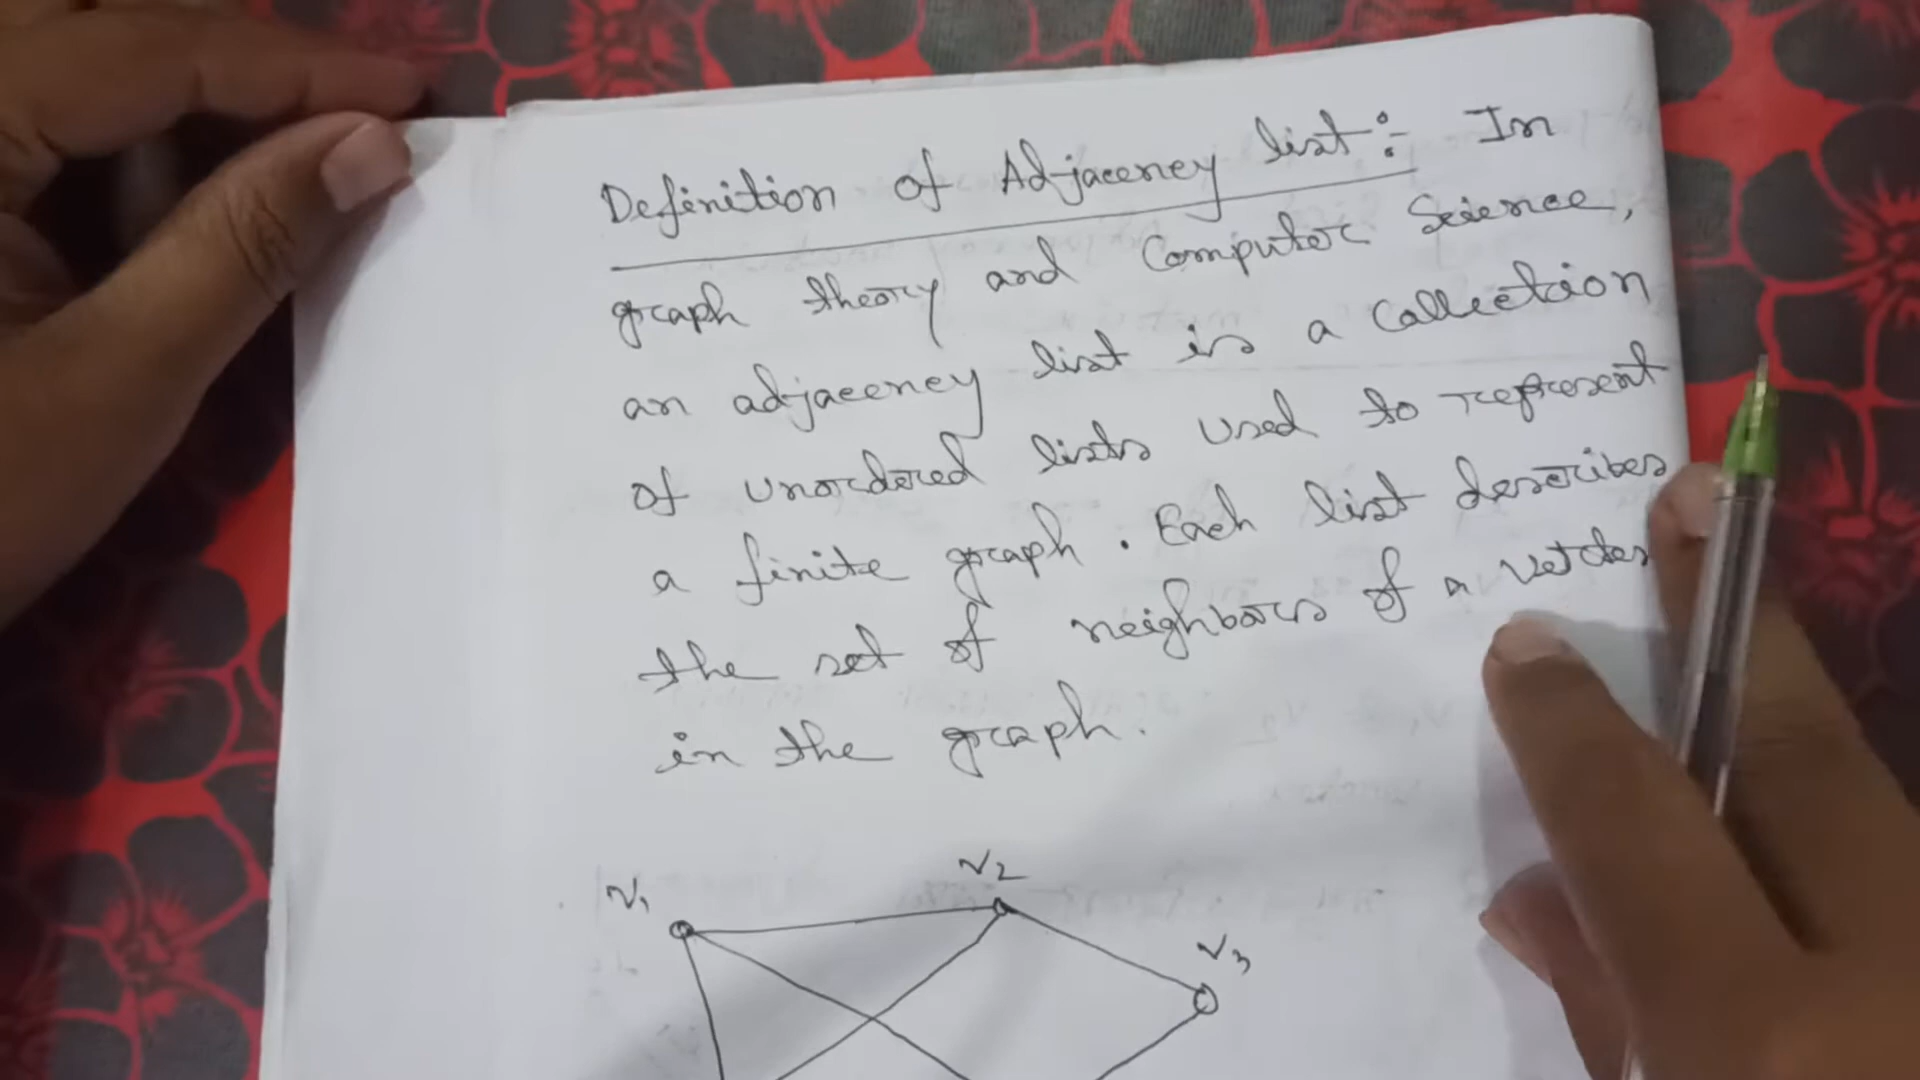 Definition of Adjacency list:- In
graph theory and Computer Science,
an adjacency list is a Collection
of unordered lists used to represent
a finite graph. Each list describes
the set of neighbors of a
in the graph.
V1
V2
V3